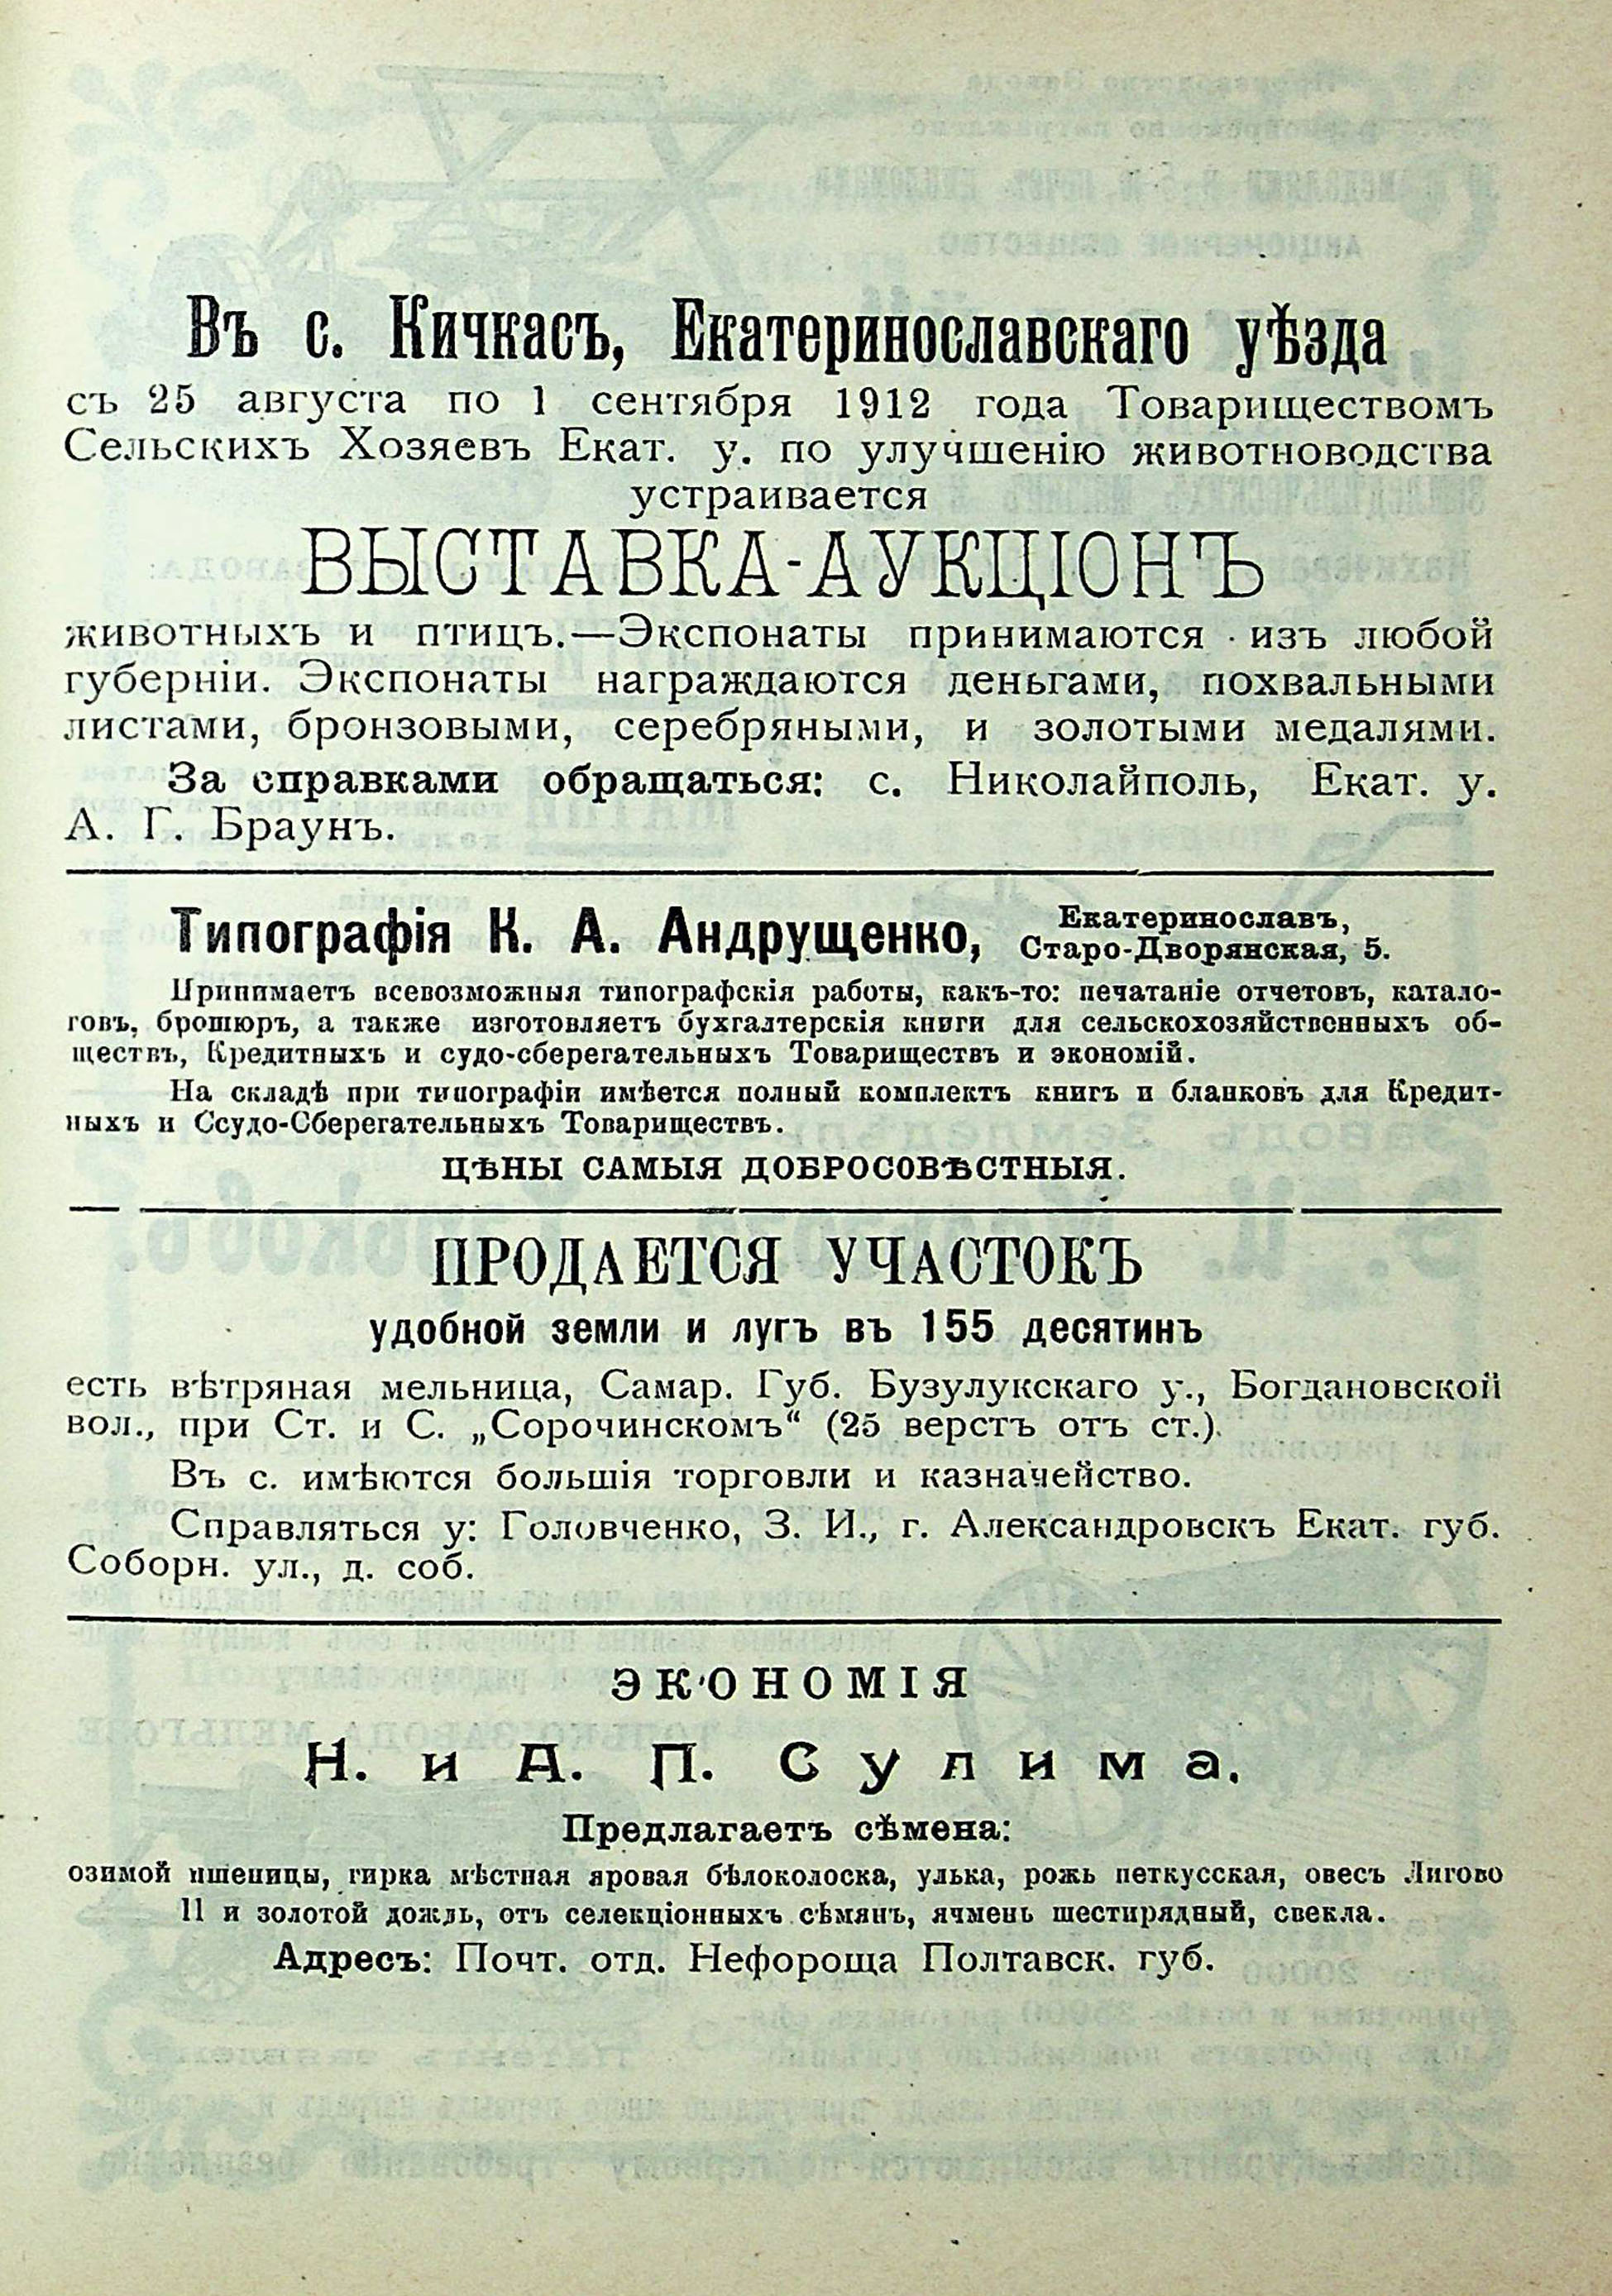 Въ с. Кичкасъ, Екатеринославскаго уѣзда
съ 25 августа по 1 сентября 1912 года Товариществомъ
Сельскихъ Хозяевъ Екат. у. по улучшенію животноводства
устраивается
ВЫСТАВКА-АУКЦІОНЪ
животныхъ и птицъ.—Экспонаты принимаются изъ любой
губерніи. Экспонаты награждаются деньгами, похвальными
листами, бронзовыми, серебряными, и золотыми медалями.
За справками обращаться: с. Николайполь, Екат. у.
А. Г. Браунъ.
Типографія К. А. Андрущенко, Екатеринославъ,
Старо-Дворянская, 5.
Принимаетъ всевозможныя типографскія работы, какъ-то: печатаніе отчетовъ, катало-
говъ, брошюръ, а также изготовляетъ бухгалтерскія книги для сельскохозяйственныхъ об-
ществъ, Кредитныхъ и судо-сберегательныхъ Товариществъ и экономій.
На складѣ при типографіи имѣется полный комплектъ книгъ и бланковъ для Кредит-
ныхъ и Ссудо-Сберегательныхъ Товариществъ.
ЦѢНЫ САМЫЯ ДОБРОСОВѢСТНЫЯ.
ПРОДАЕТСЯ УЧАСТОКЪ
удобной земли и лугъ въ 155 десятинъ
есть вѣтряная мельница, Самар. Губ. Бузулукскаго у., Богдановской
вол., при Ст. и С. „Сорочинскомъ“ (25 верстъ отъ ст.).
Въ с. имѣются большія торговли и казначейство.
Справляться у: Головченко, З. И., г. Александровскъ Екат. губ.
Соборн. ул., д. соб.
ЭКОНОМІЯ
Н. и А. П. Сулима.
Предлагаетъ сѣмена:
озимой пшеницы, гирка мѣстная яровая бѣлоколоска, улька, рожь петкусская, овесъ Лигово
II и золотой дождь, отъ селекціонныхъ сѣмянъ, ячмень шестирядный, свекла.
Адресъ: Почт. отд. Нефороща Полтавск. губ.